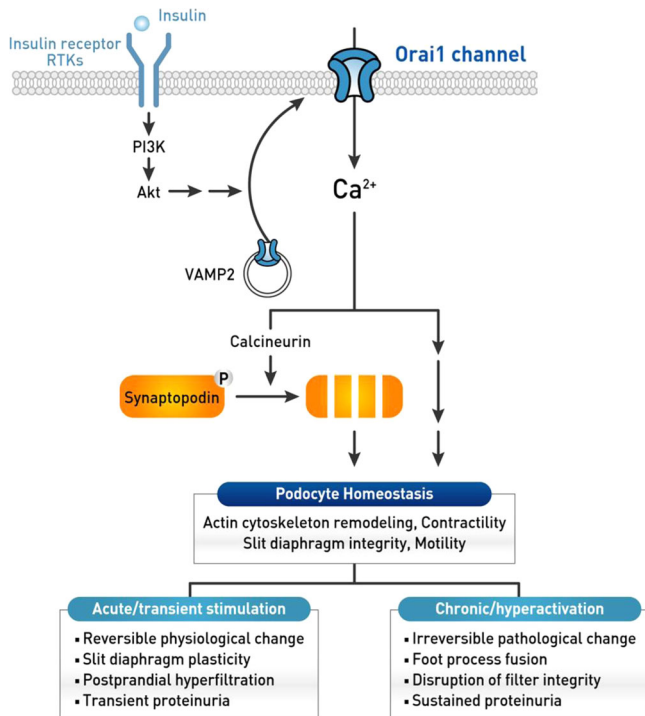 Insulin
Insulin receptor
RTKs
Orai1 channel
PI3K
Akt
Ca²⁺
VAMP2
Calcineurin
P
Synaptopodin
Podocyte Homeostasis
Actin cytoskeleton remodeling, Contractility
Slit diaphragm integrity, Motility
Acute/transient stimulation
▪ Reversible physiological change
▪ Slit diaphragm plasticity
▪ Postprandial hyperfiltration
▪ Transient proteinuria
Chronic/hyperactivation
▪ Irreversible pathological change
▪ Foot process fusion
▪ Disruption of filter integrity
▪ Sustained proteinuria